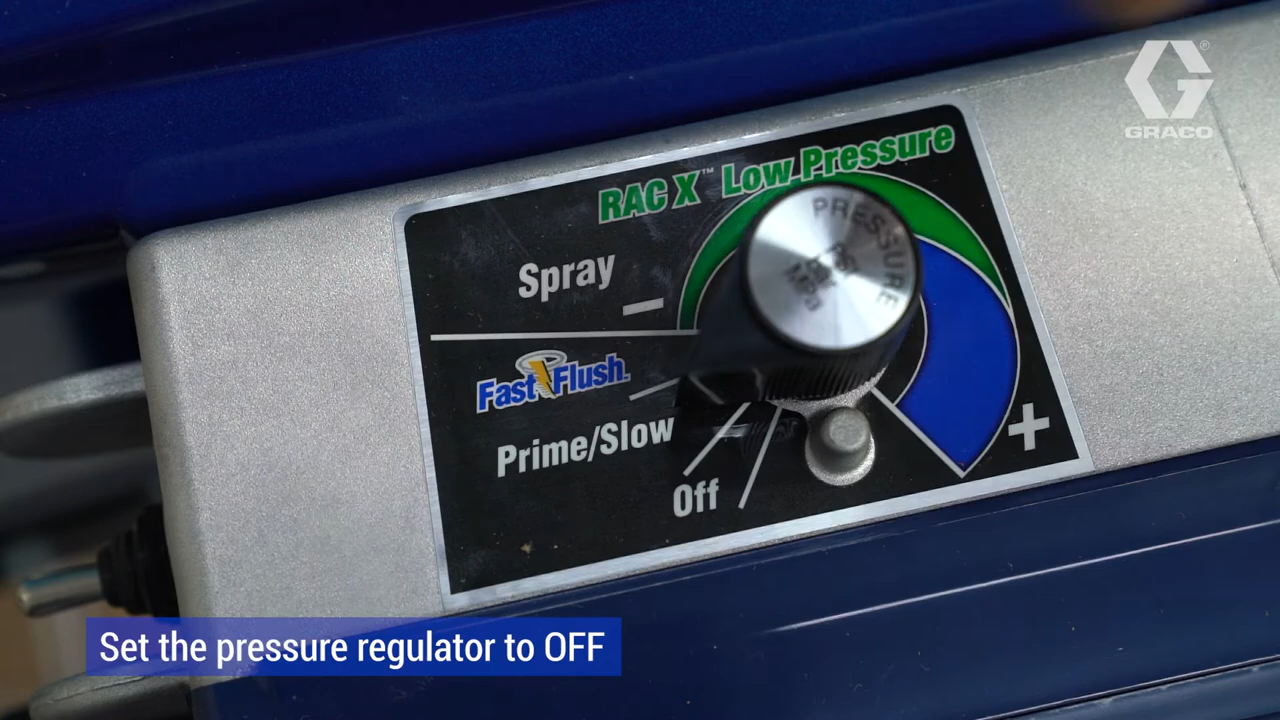 GRACO
RAC X™ Low Pressure
PRESSURE
Spray
Fast Flush.
Prime/Slow
Off
Set the pressure regulator to OFF